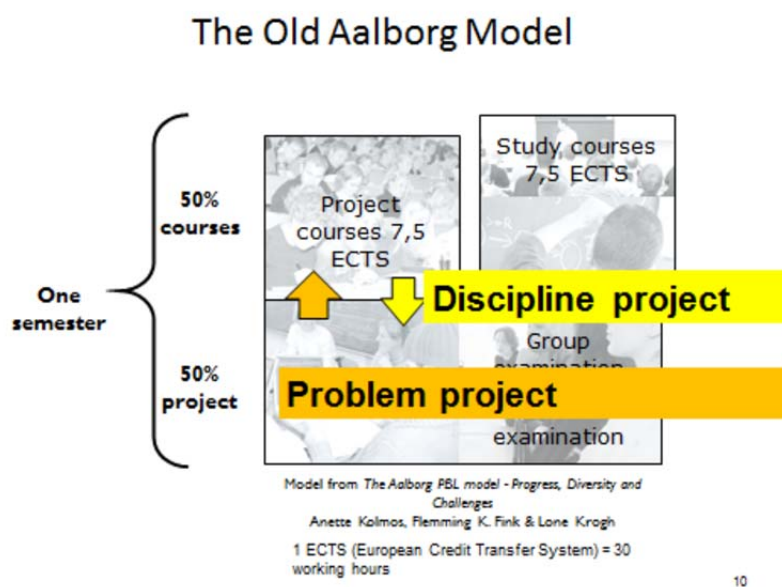 The Old Aalborg Model
50%
courses
One
semester
50%
project
Project
courses 7,5
ECTS
Study courses
7,5 ECTS
Discipline project
Group
examination
Problem project
examination
Model from The Aalborg PBL model - Progress, Diversity and
Challenges
Anette Kolmos, Flemming K. Fink & Lone Krogh
1 ECTS (European Credit Transfer System) = 30
working hours
10